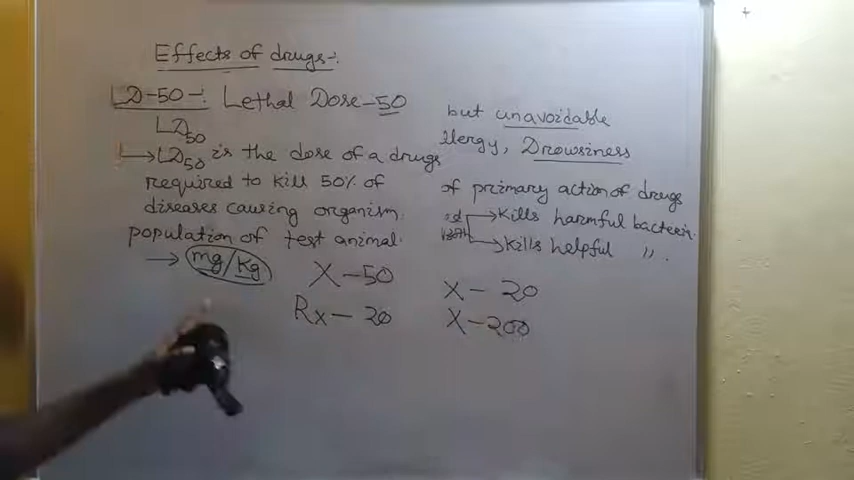 Effects of drugs-:
LD-50-: Lethal Dose-50
LD50
→ LD50 is the dose of a drugs
required to kill 50% of
diseases causing organism.
population of test animal.
→ mg/kg
X-50
Rx-20
but unavoidable
llergy, Drowsiness
of primary action of drugs
→ kills harmful bacteria.
→ kills helpful ".
X-20
X-200